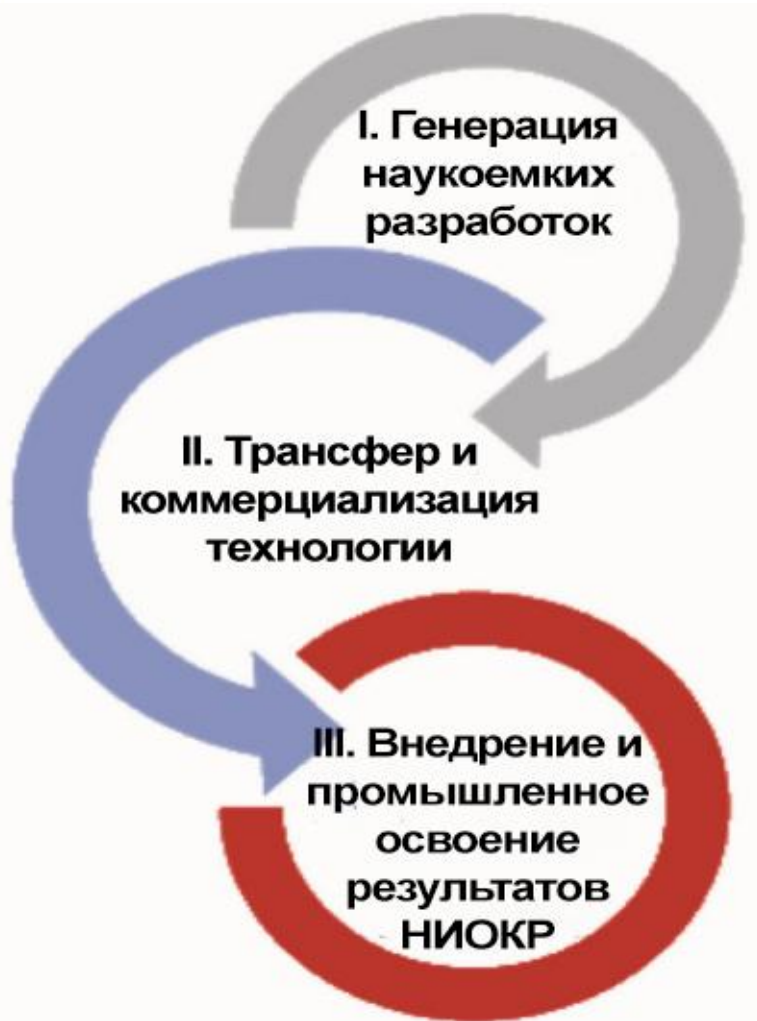 I. Генерация
наукоемких
разработок
II. Трансфер и
коммерциализация
технологии
III. Внедрение и
промышленное
освоение
результатов
НИОКР